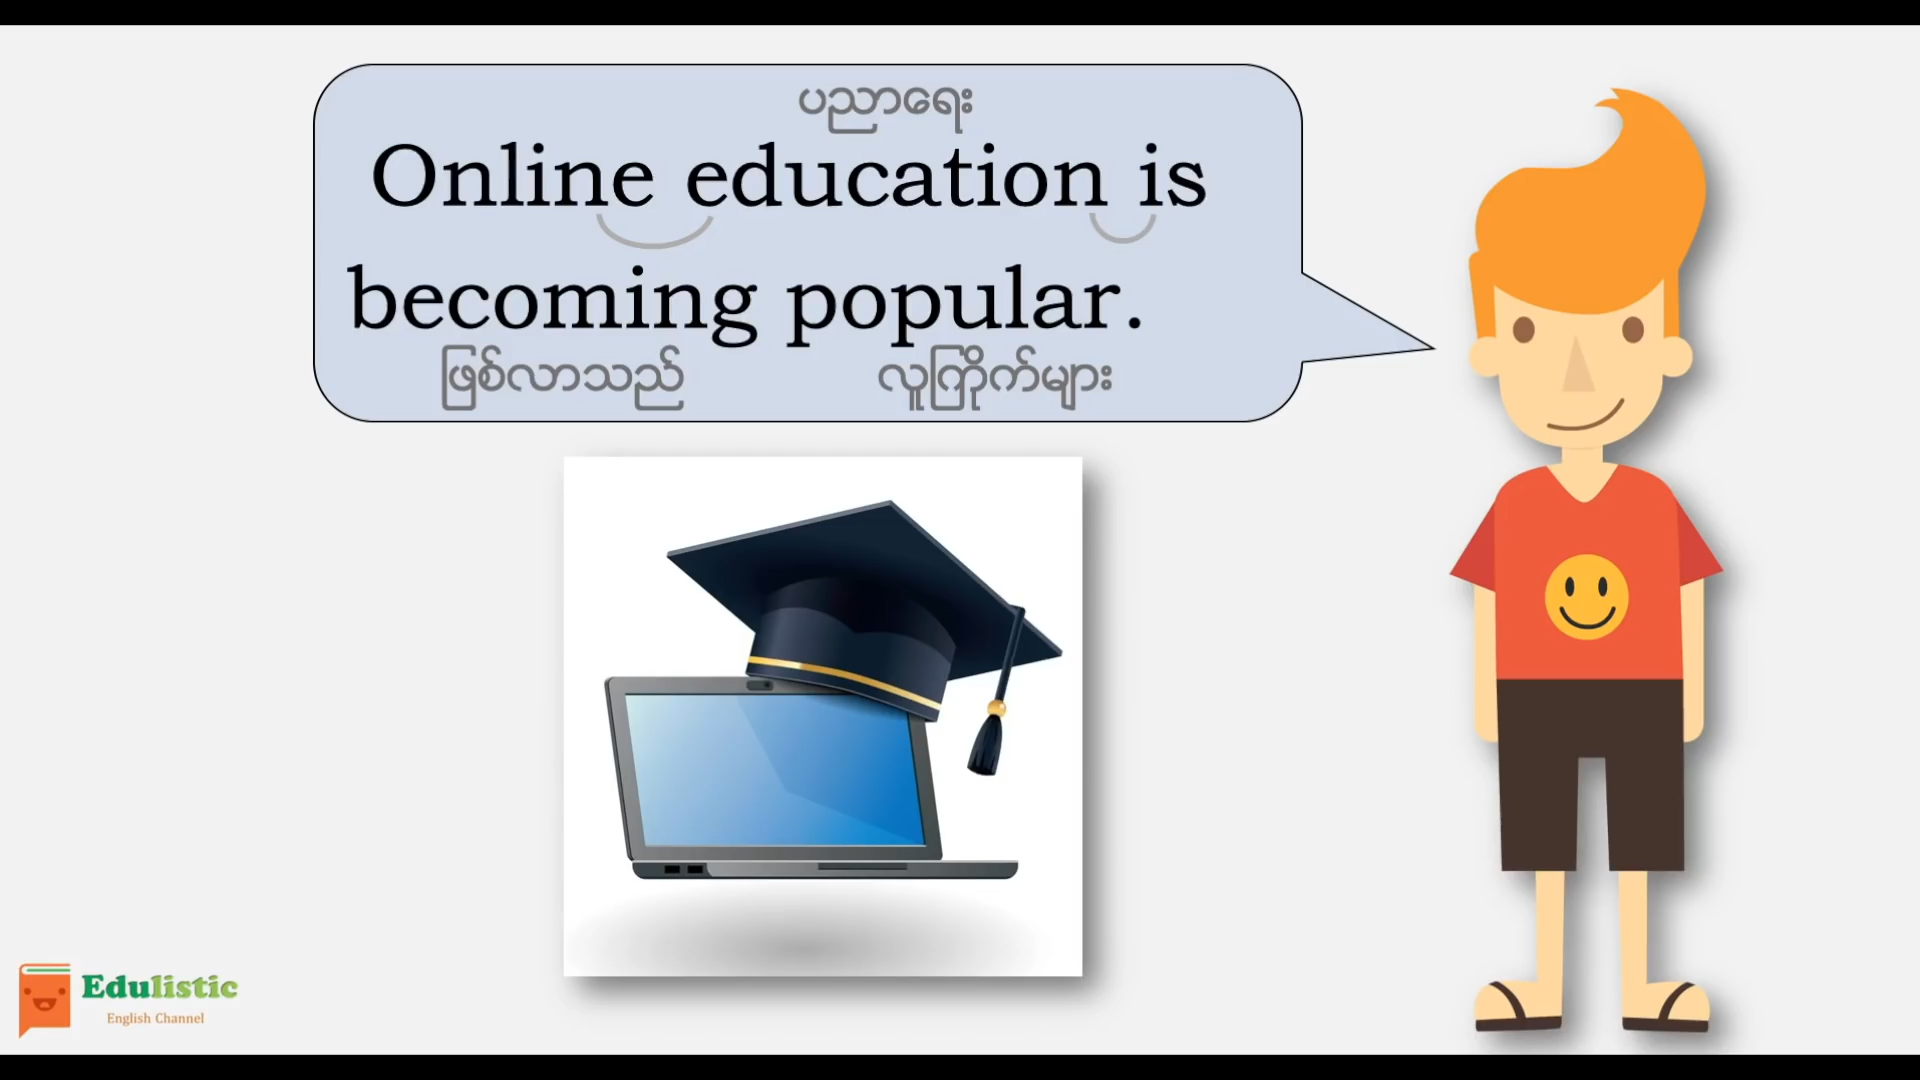 ပညာရေး
Online education is
becoming popular.
ဖြစ်လာသည် လူကြိုက်များ
Edulistic
English Channel